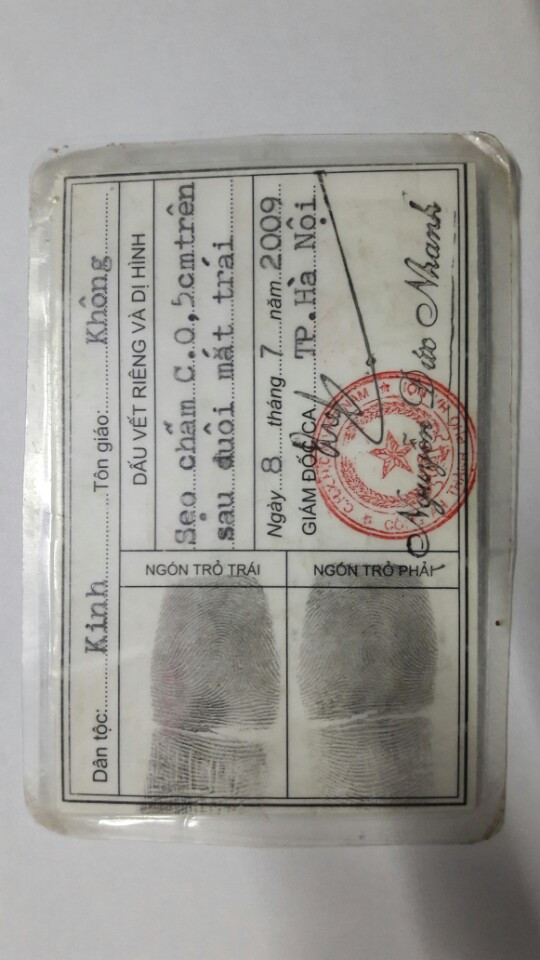 Dân tộc: Kinh Tôn giáo: Không
NGÓN TRỎ TRÁI
NGÓN TRỎ PHẢI
DẤU VẾT RIÊNG VÀ DỊ HÌNH
Sẹo chấm C.0,5cmtrên
sau đuôi mắt trái
Ngày 8 tháng 7 năm 2009
GIÁM ĐỐC CA TP.Hà Nội
Nguyễn Đức Nhanh